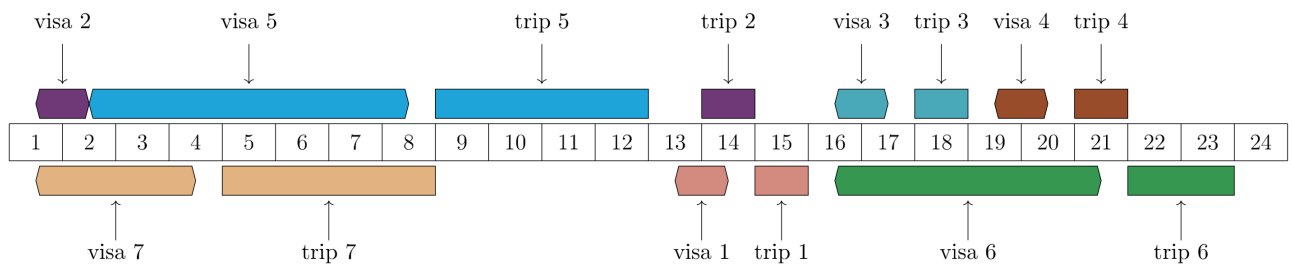 visa 2 visa 5 trip 5 trip 2 visa 3 trip 3 visa 4 trip 4
1 2 3 4 5 6 7 8 9 10 11 12 13 14 15 16 17 18 19 20 21 22 23 24
visa 7 trip 7 visa 1 trip 1 visa 6 trip 6